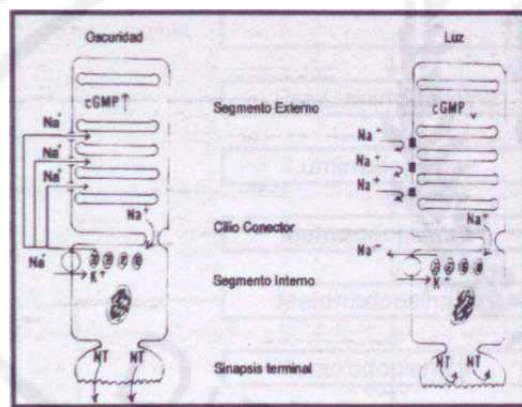 Oscuridad
Luz
cGMP ↑
cGMP
Segmento Externo
Na+
Na+
Na+
Na+
Na+
Na+
Na+
Na+
Cilio Conector
Na+
Na+
K+
K+
Segmento Interno
NT NT
NT NT
Sinapsis terminal